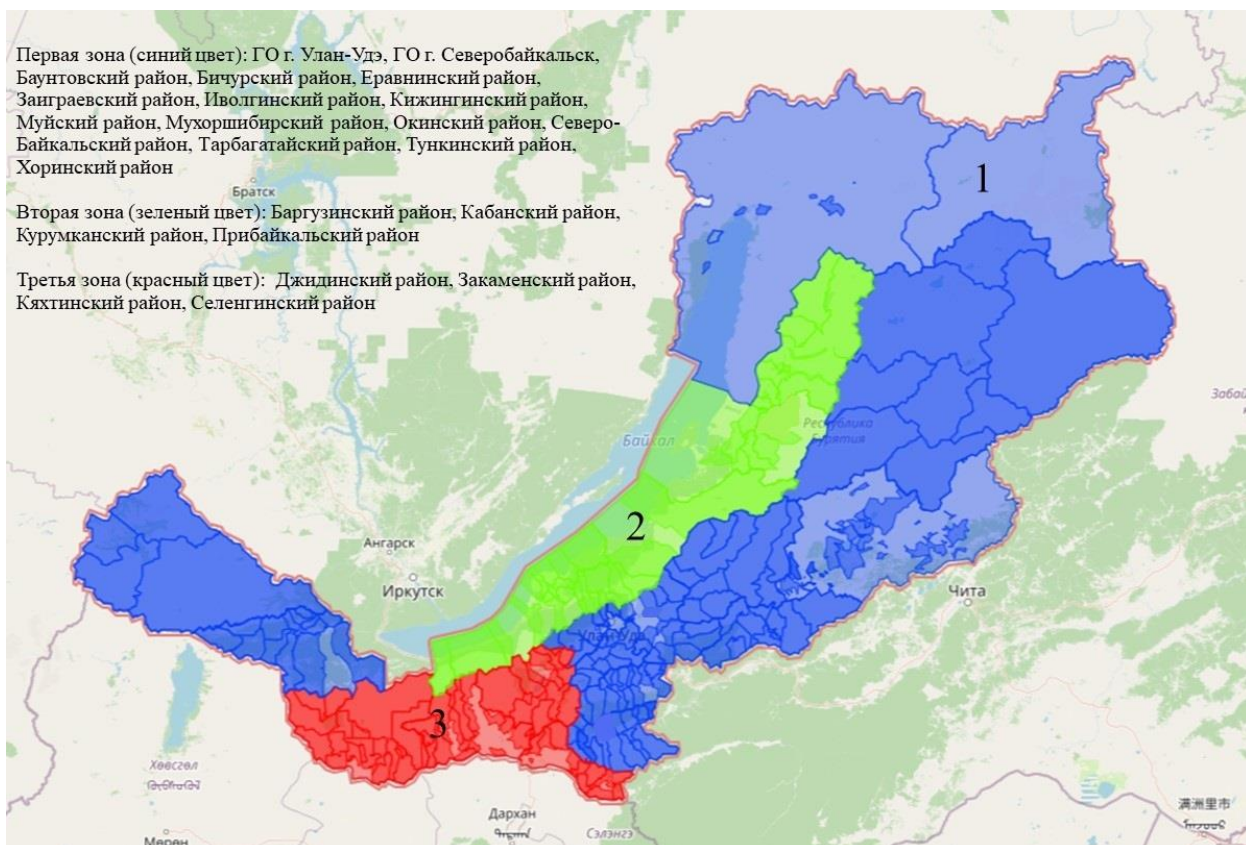 Первая зона (синий цвет): ГО г. Улан-Удэ, ГО г. Северобайкальск,
Баунтовский район, Бичурский район, Еравнинский район,
Заиграевский район, Иволгинский район, Кижингинский район,
Муйский район, Мухоршибирский район, Окинский район, Северо-
Байкальский район, Тарбагатайский район, Тункинский район,
Хоринский район
Вторая зона (зеленый цвет): Баргузинский район, Кабанский район,
Курумканский район, Прибайкальский район
Третья зона (красный цвет): Джидинский район, Закаменский район,
Кяхтинский район, Селенгинский район
Братск
1
Республика
Бурятия
Байкал
2
Ангарск
Иркутск
Чита
Улан-Удэ
3
Хөвсгөл
Дархан
Сэлэнгэ
Мөрөн
满洲里市